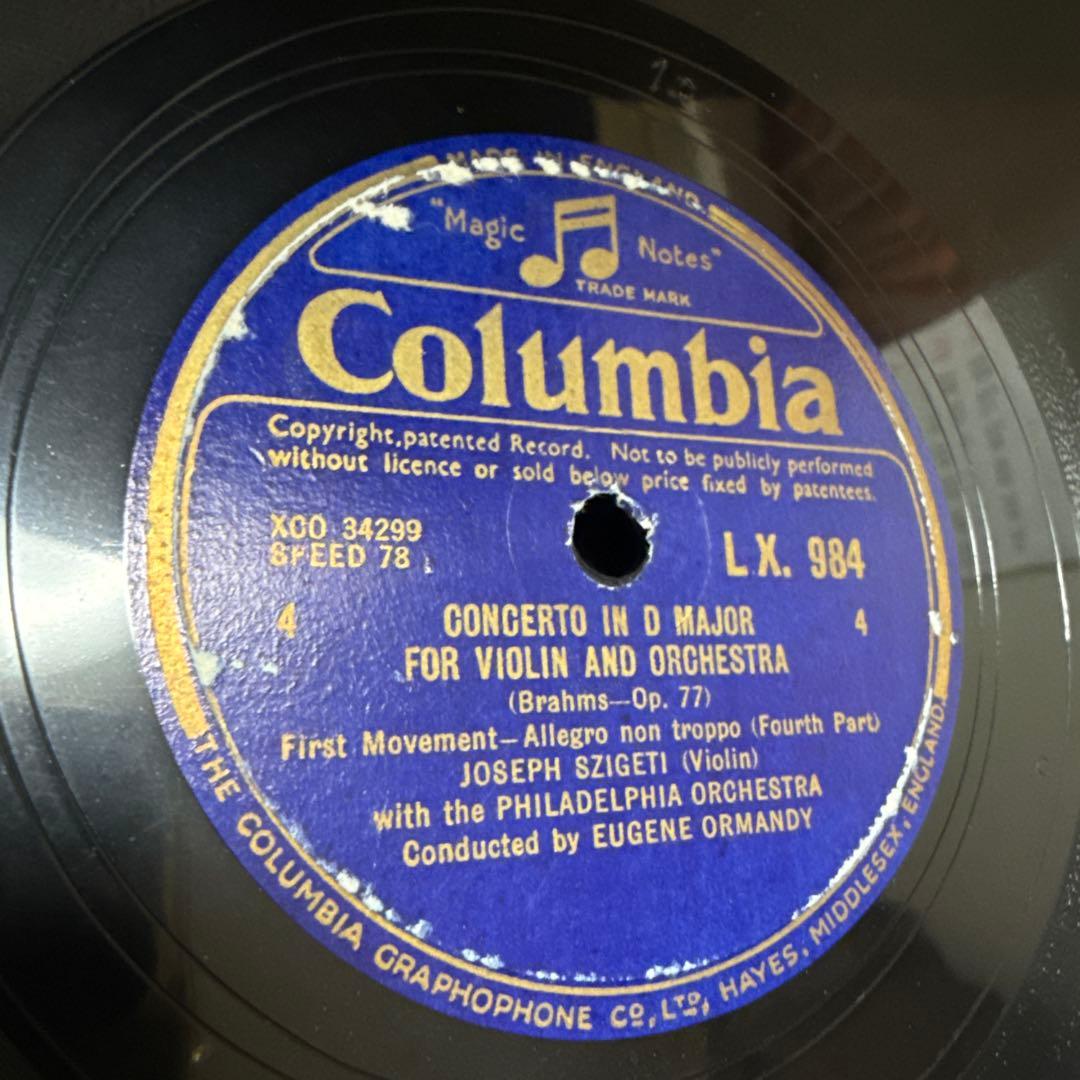 MADE IN ENGLAND.
"Magic Notes"
TRADE MARK
Columbia
Copyright, patented Record. Not to be publicly performed
without licence or sold below price fixed by patentees.
XCO 34299
SPEED 78
L.X. 984
4 CONCERTO IN D MAJOR 4
FOR VIOLIN AND ORCHESTRA
(Brahms—Op. 77)
First Movement—Allegro non troppo (Fourth Part)
JOSEPH SZIGETI (Violin)
with the PHILADELPHIA ORCHESTRA
Conducted by EUGENE ORMANDY
THE COLUMBIA GRAPHOPHONE CO, LTD, HAYES, MIDDLESEX, ENGLAND.